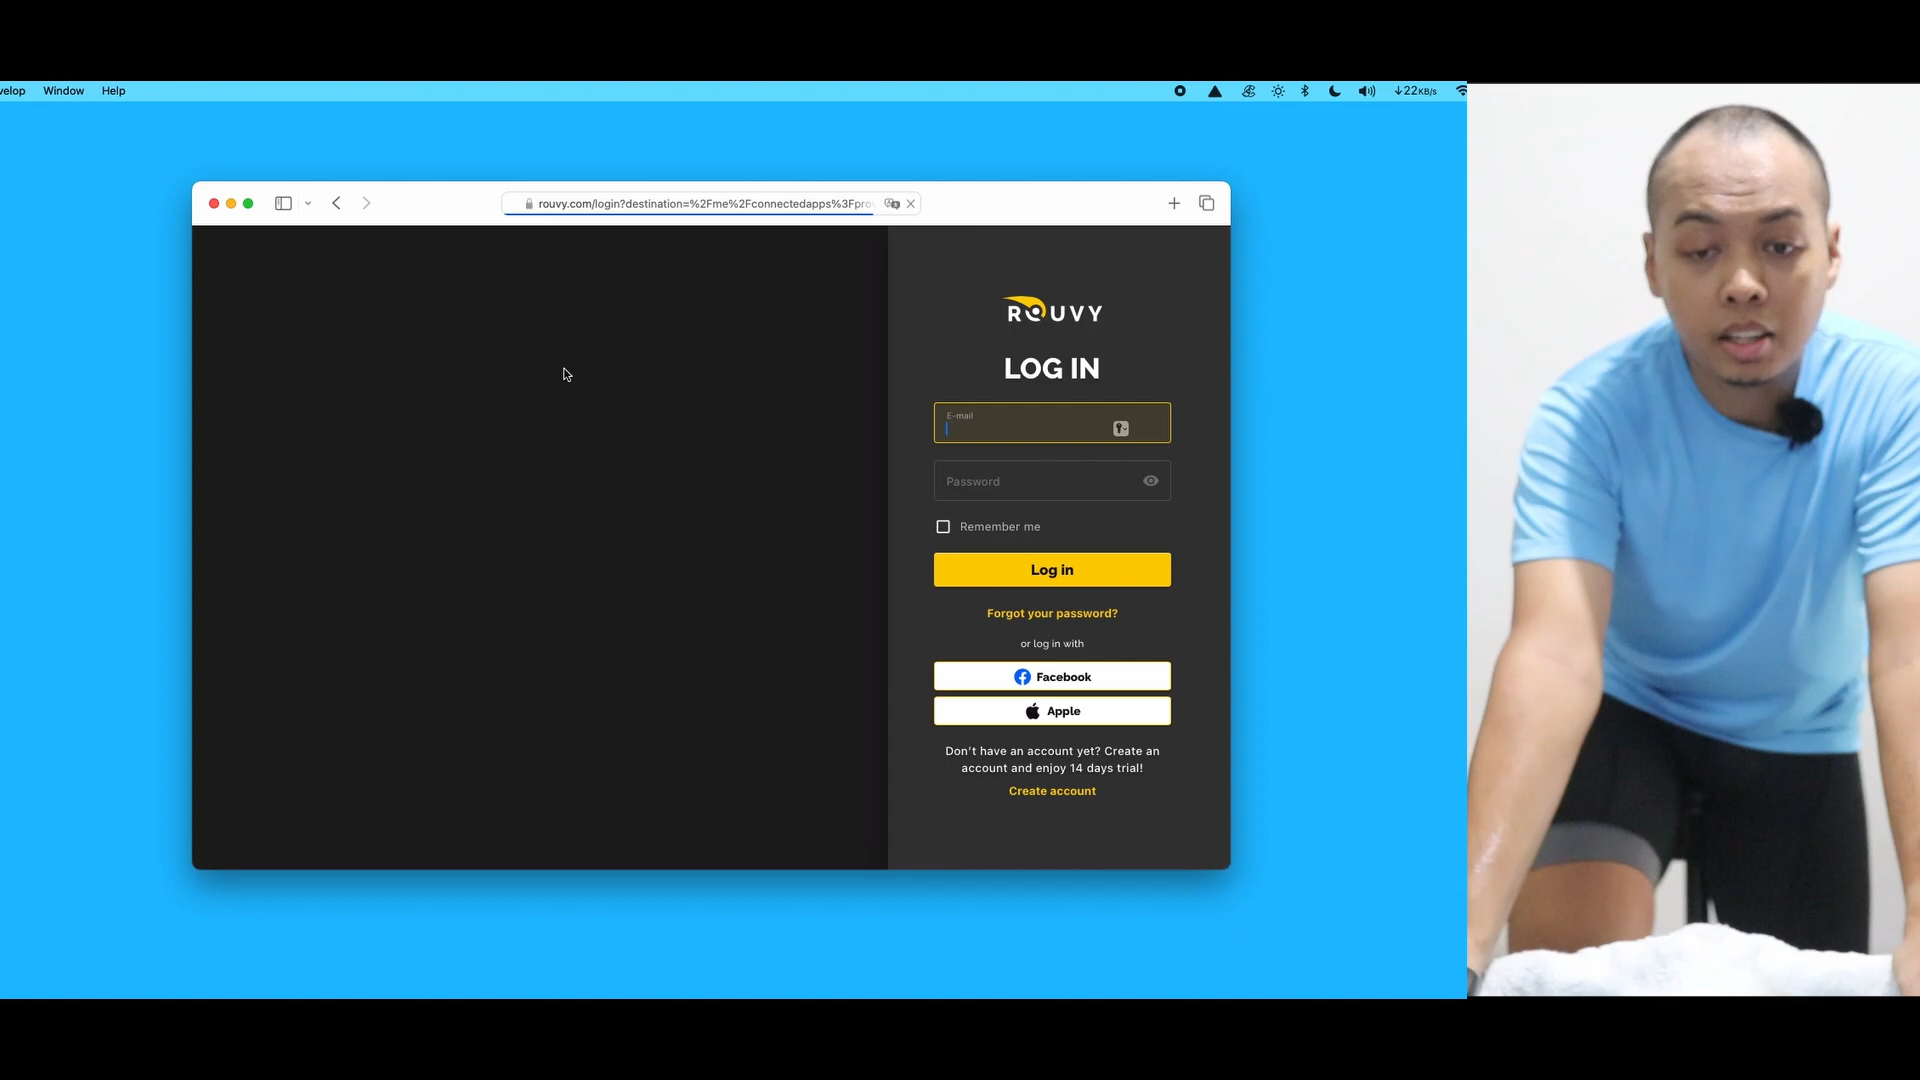 Window Help
↓22KB/s
rouvy.com/login?destination=%2Fme%2Fconnectedapps%3Fpro
ROUVY
LOG IN
E-mail
Password
Remember me
Log in
Forgot your password?
or log in with
Facebook
Apple
Don't have an account yet? Create an
account and enjoy 14 days trial!
Create account